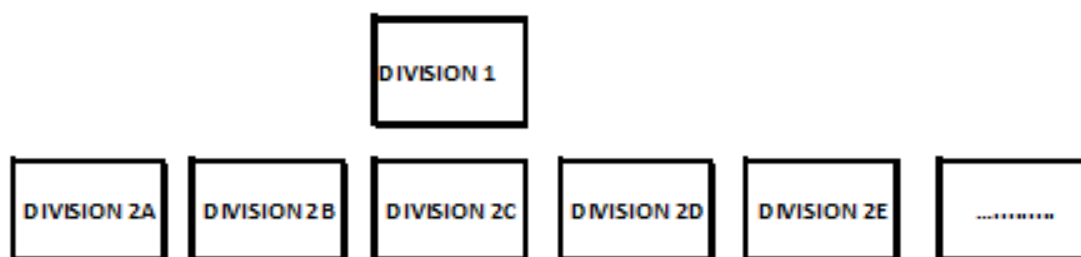 DIVISION 1
DIVISION 2A DIVISION 2B DIVISION 2C DIVISION 2D DIVISION 2E ...........